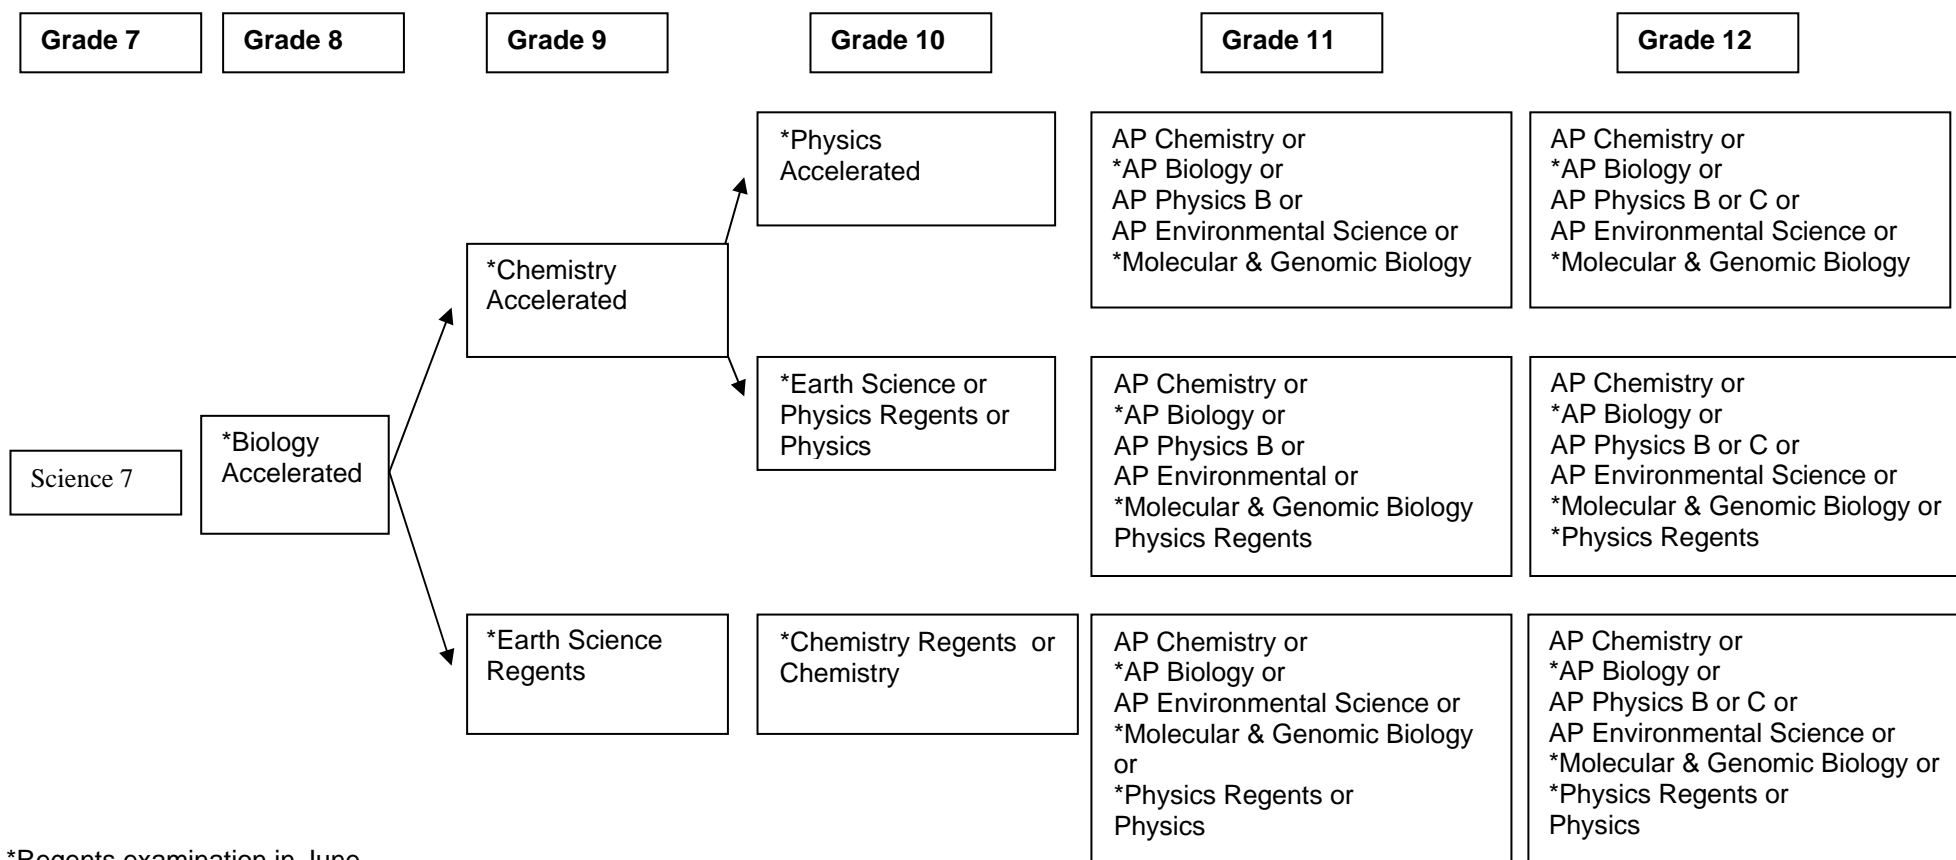 Grade 7
Grade 8
Grade 9
Grade 10
Grade 11
Grade 12
Science 7
*Biology
Accelerated
*Chemistry
Accelerated
*Earth Science
Regents
*Physics
Accelerated
*Earth Science or
Physics Regents or
Physics
*Chemistry Regents or
Chemistry
AP Chemistry or
*AP Biology or
AP Physics B or
AP Environmental Science or
*Molecular & Genomic Biology
AP Chemistry or
*AP Biology or
AP Physics B or C or
AP Environmental Science or
*Molecular & Genomic Biology
AP Chemistry or
*AP Biology or
AP Physics B or
AP Environmental or
*Molecular & Genomic Biology
Physics Regents
AP Chemistry or
*AP Biology or
AP Physics B or C or
AP Environmental Science or
*Molecular & Genomic Biology or
*Physics Regents
AP Chemistry or
*AP Biology or
AP Environmental Science or
*Molecular & Genomic Biology
or
*Physics Regents or
Physics
AP Chemistry or
*AP Biology or
AP Physics B or C or
AP Environmental Science or
*Molecular & Genomic Biology or
*Physics Regents or
Physics
*Regents examination in June